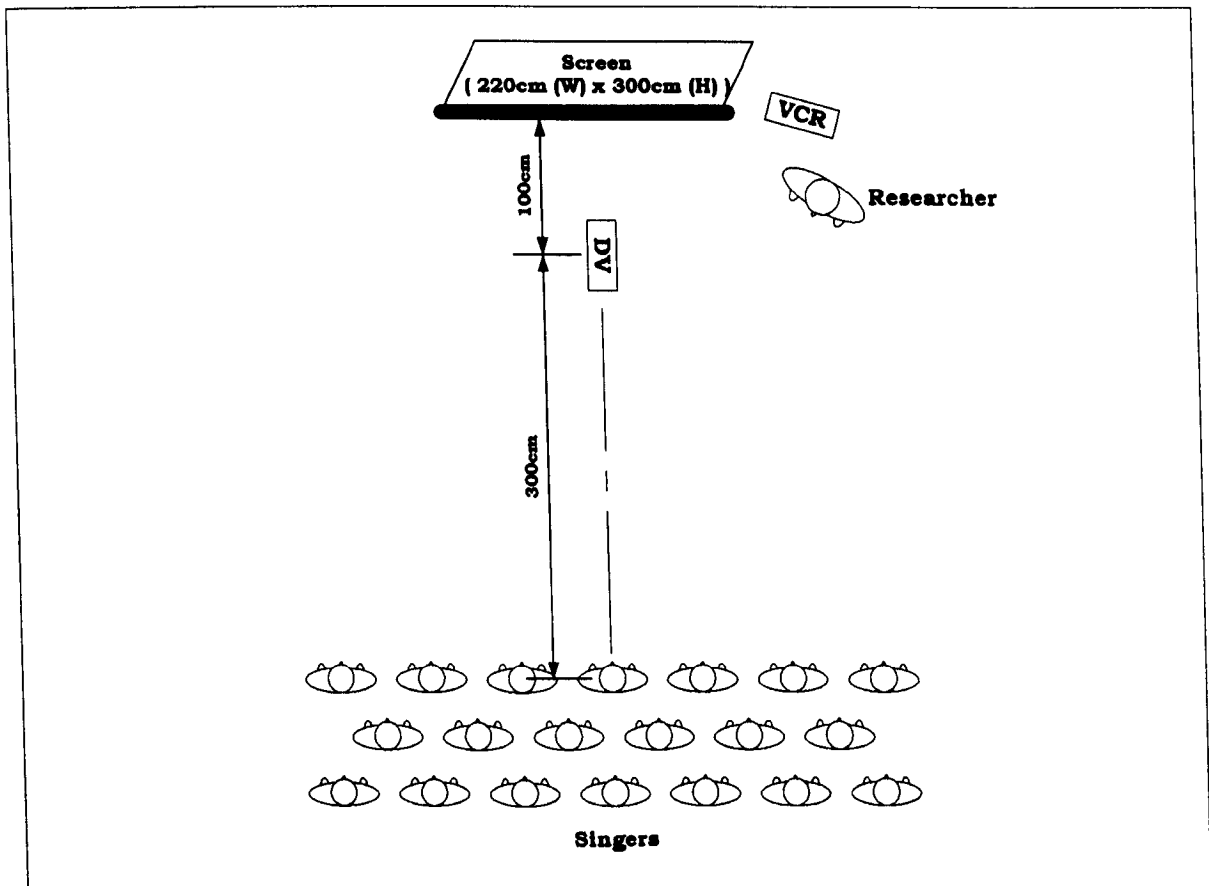 Screen
( 220cm (W) x 300cm (H) )
VCR
100cm
Researcher
DV
300cm
Singers